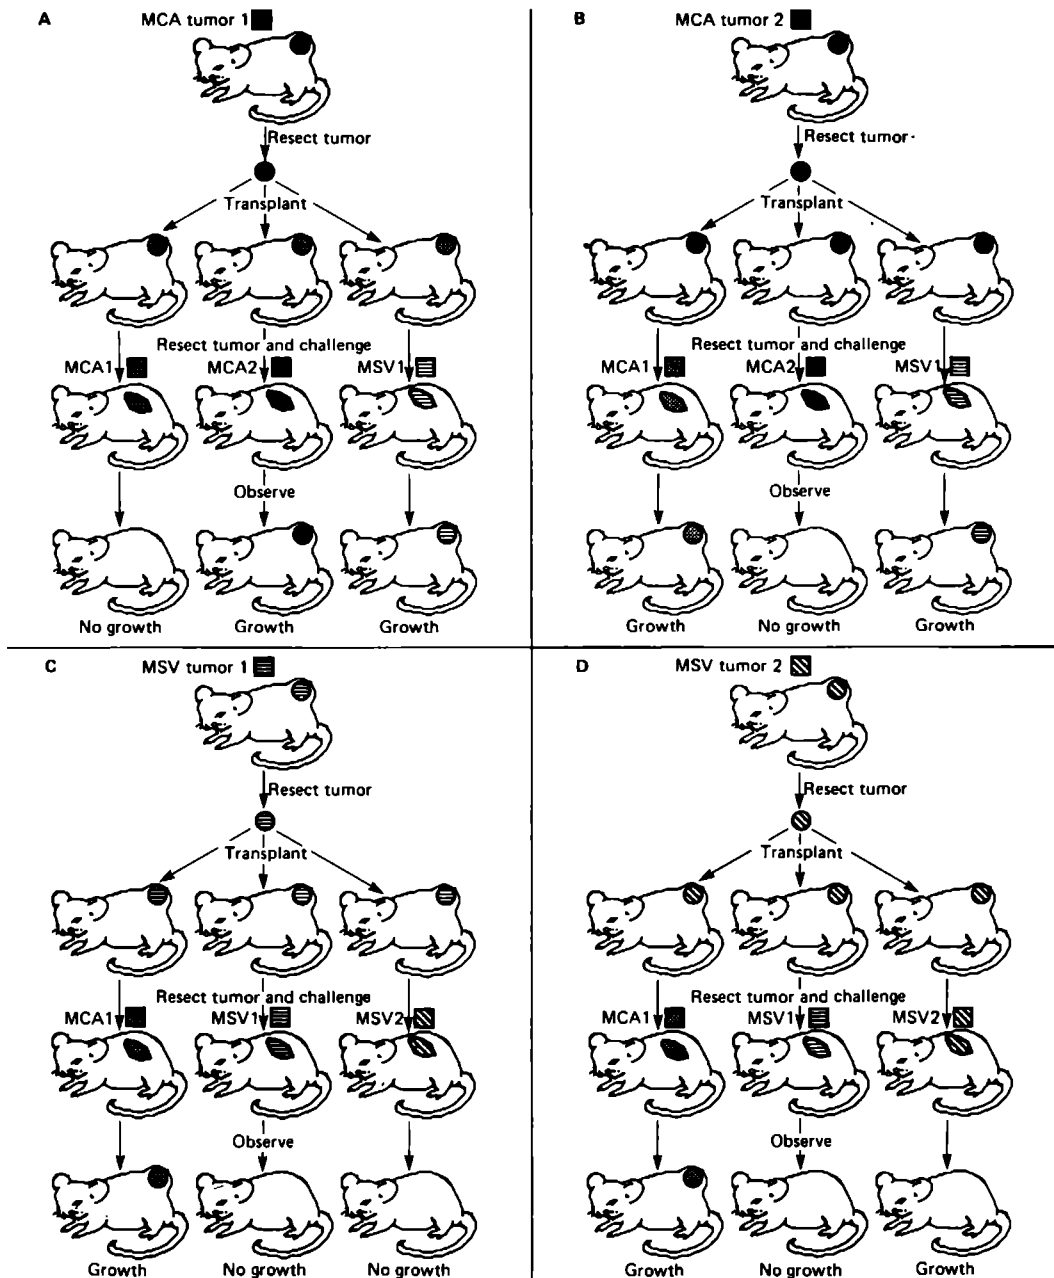 A
MCA tumor 1
Resect tumor
Transplant
Resect tumor and challenge
MCA1
MCA2
MSV1
Observe
No growth
Growth
Growth
B
MCA tumor 2
Resect tumor
Transplant
Resect tumor and challenge
MCA1
MCA2
MSV1
Observe
Growth
No growth
Growth
C
MSV tumor 1
Resect tumor
Transplant
Resect tumor and challenge
MCA1
MSV1
MSV2
Observe
Growth
No growth
No growth
D
MSV tumor 2
Resect tumor
Transplant
Resect tumor and challenge
MCA1
MSV1
MSV2
Observe
Growth
No growth
Growth